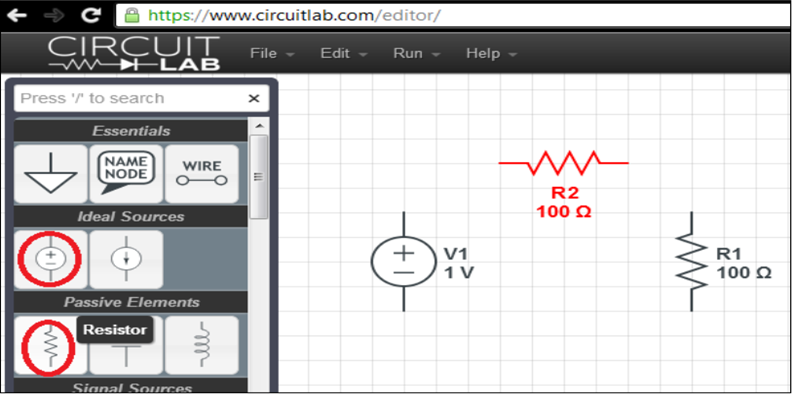 https://www.circuitlab.com/editor/
CIRCUIT
LAB
File
Edit
Run
Help
Press '/' to search
×
Essentials
NAME
NODE
WIRE
Ideal Sources
Passive Elements
Resistor
Signal Sources
R2
100 Ω
V1
1 V
R1
100 Ω